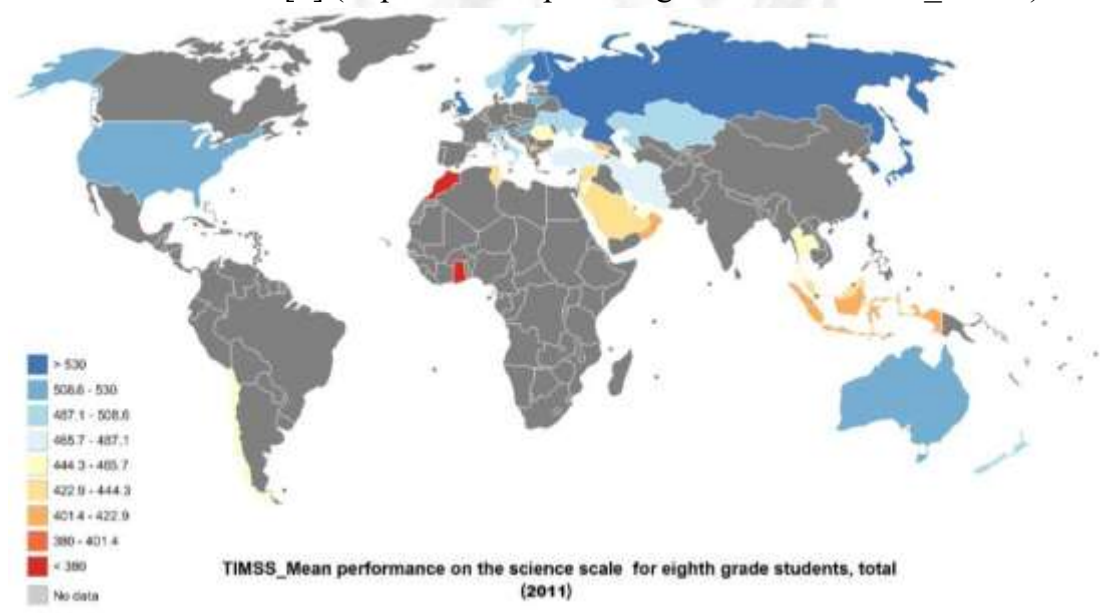 > 530
508.6 - 530
487.1 - 508.6
465.7 - 487.1
444.3 - 465.7
422.9 - 444.3
401.4 - 422.9
380 - 401.4
< 380
No data
TIMSS_Mean performance on the science scale for eighth grade students, total
(2011)